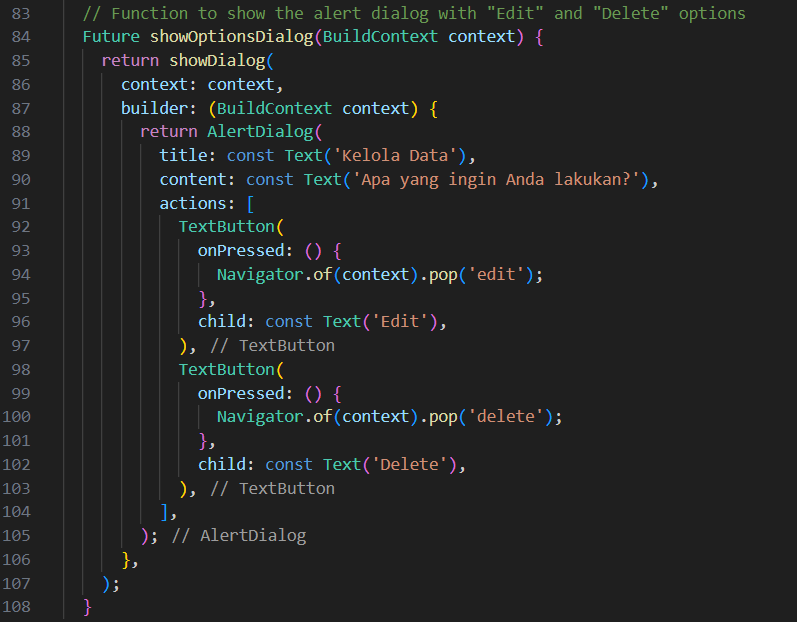 83 // Function to show the alert dialog with "Edit" and "Delete" options
84 Future showOptionsDialog(BuildContext context) {
85 return showDialog(
86 context: context,
87 builder: (BuildContext context) {
88 return AlertDialog(
89 title: const Text('Kelola Data'),
90 content: const Text('Apa yang ingin Anda lakukan?'),
91 actions: [
92 TextButton(
93 onPressed: () {
94 Navigator.of(context).pop('edit');
95 },
96 child: const Text('Edit'),
97 ), // TextButton
98 TextButton(
99 onPressed: () {
100 Navigator.of(context).pop('delete');
101 },
102 child: const Text('Delete'),
103 ), // TextButton
104 ],
105 ); // AlertDialog
106 },
107 );
108 }